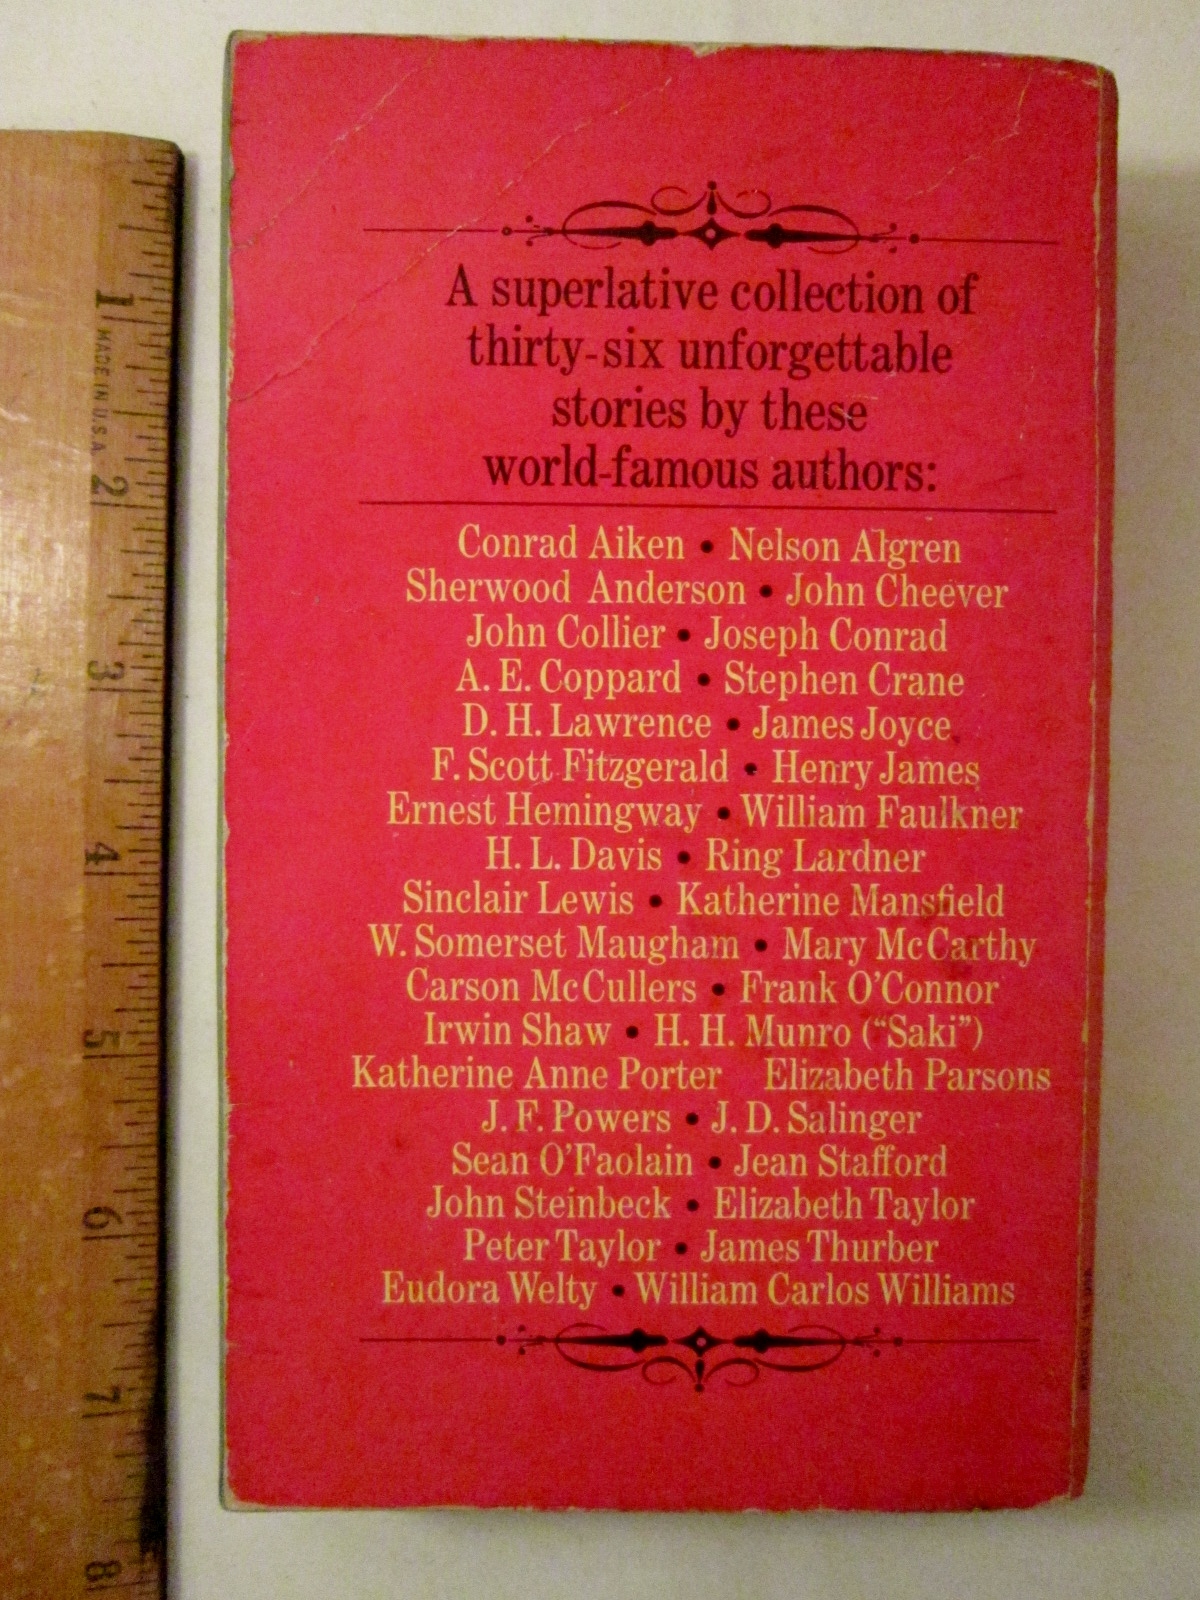 1
MADE IN U.S.A.
2
3
4
5
6
7
8
A superlative collection of
thirty-six unforgettable
stories by these
world-famous authors:
Conrad Aiken • Nelson Algren
Sherwood Anderson • John Cheever
John Collier • Joseph Conrad
A. E. Coppard • Stephen Crane
D. H. Lawrence • James Joyce
F. Scott Fitzgerald • Henry James
Ernest Hemingway • William Faulkner
H. L. Davis • Ring Lardner
Sinclair Lewis • Katherine Mansfield
W. Somerset Maugham • Mary McCarthy
Carson McCullers • Frank O'Connor
Irwin Shaw • H. H. Munro (“Saki”)
Katherine Anne Porter Elizabeth Parsons
J. F. Powers • J. D. Salinger
Sean O'Faolain • Jean Stafford
John Steinbeck • Elizabeth Taylor
Peter Taylor • James Thurber
Eudora Welty • William Carlos Williams